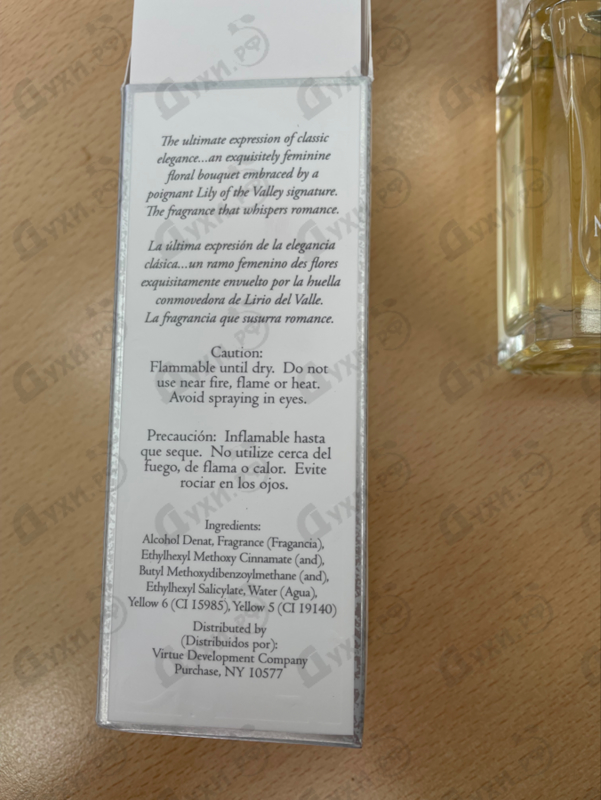 The ultimate expression of classic
elegance...an exquisitely feminine
floral bouquet embraced by a
poignant Lily of the Valley signature.
The fragrance that whispers romance.
La última expresión de la elegancia
clásica...un ramo femenino des flores
exquisitamente envuelto por la huella
conmovedora de Lirio del Valle.
La fragrancia que susurra romance.
Caution:
Flammable until dry. Do not
use near fire, flame or heat.
Avoid spraying in eyes.
Precaución: Inflamable hasta
que seque. No utilize cerca del
fuego, de flama o calor. Evite
rociar en los ojos.
Ingredients:
Alcohol Denat, Fragrance (Fragancia),
Ethylhexyl Methoxy Cinnamate (and),
Butyl Methoxydibenzoylmethane (and),
Ethylhexyl Salicylate, Water (Agua),
Yellow 6 (CI 15985), Yellow 5 (CI 19140)
Distributed by
(Distribuidos por):
Virtue Development Company
Purchase, NY 10577
Духи.рф